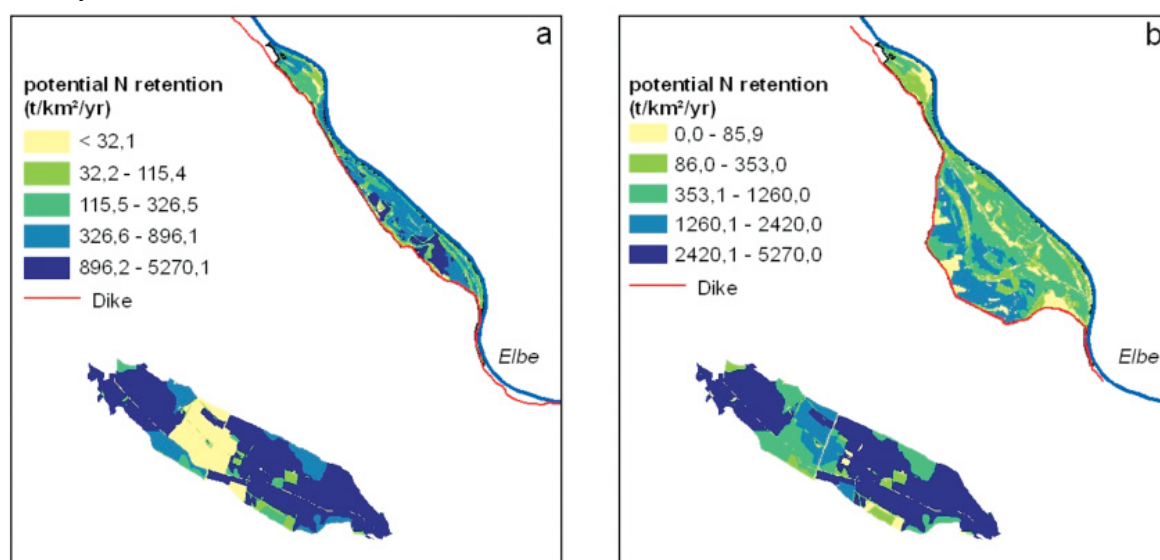 a
potential N retention
(t/km²/yr)
< 32,1
32,2 - 115,4
115,5 - 326,5
326,6 - 896,1
896,2 - 5270,1
Dike
Elbe
b
potential N retention
(t/km²/yr)
0,0 - 85,9
86,0 - 353,0
353,1 - 1260,0
1260,1 - 2420,0
2420,1 - 5270,0
Dike
Elbe